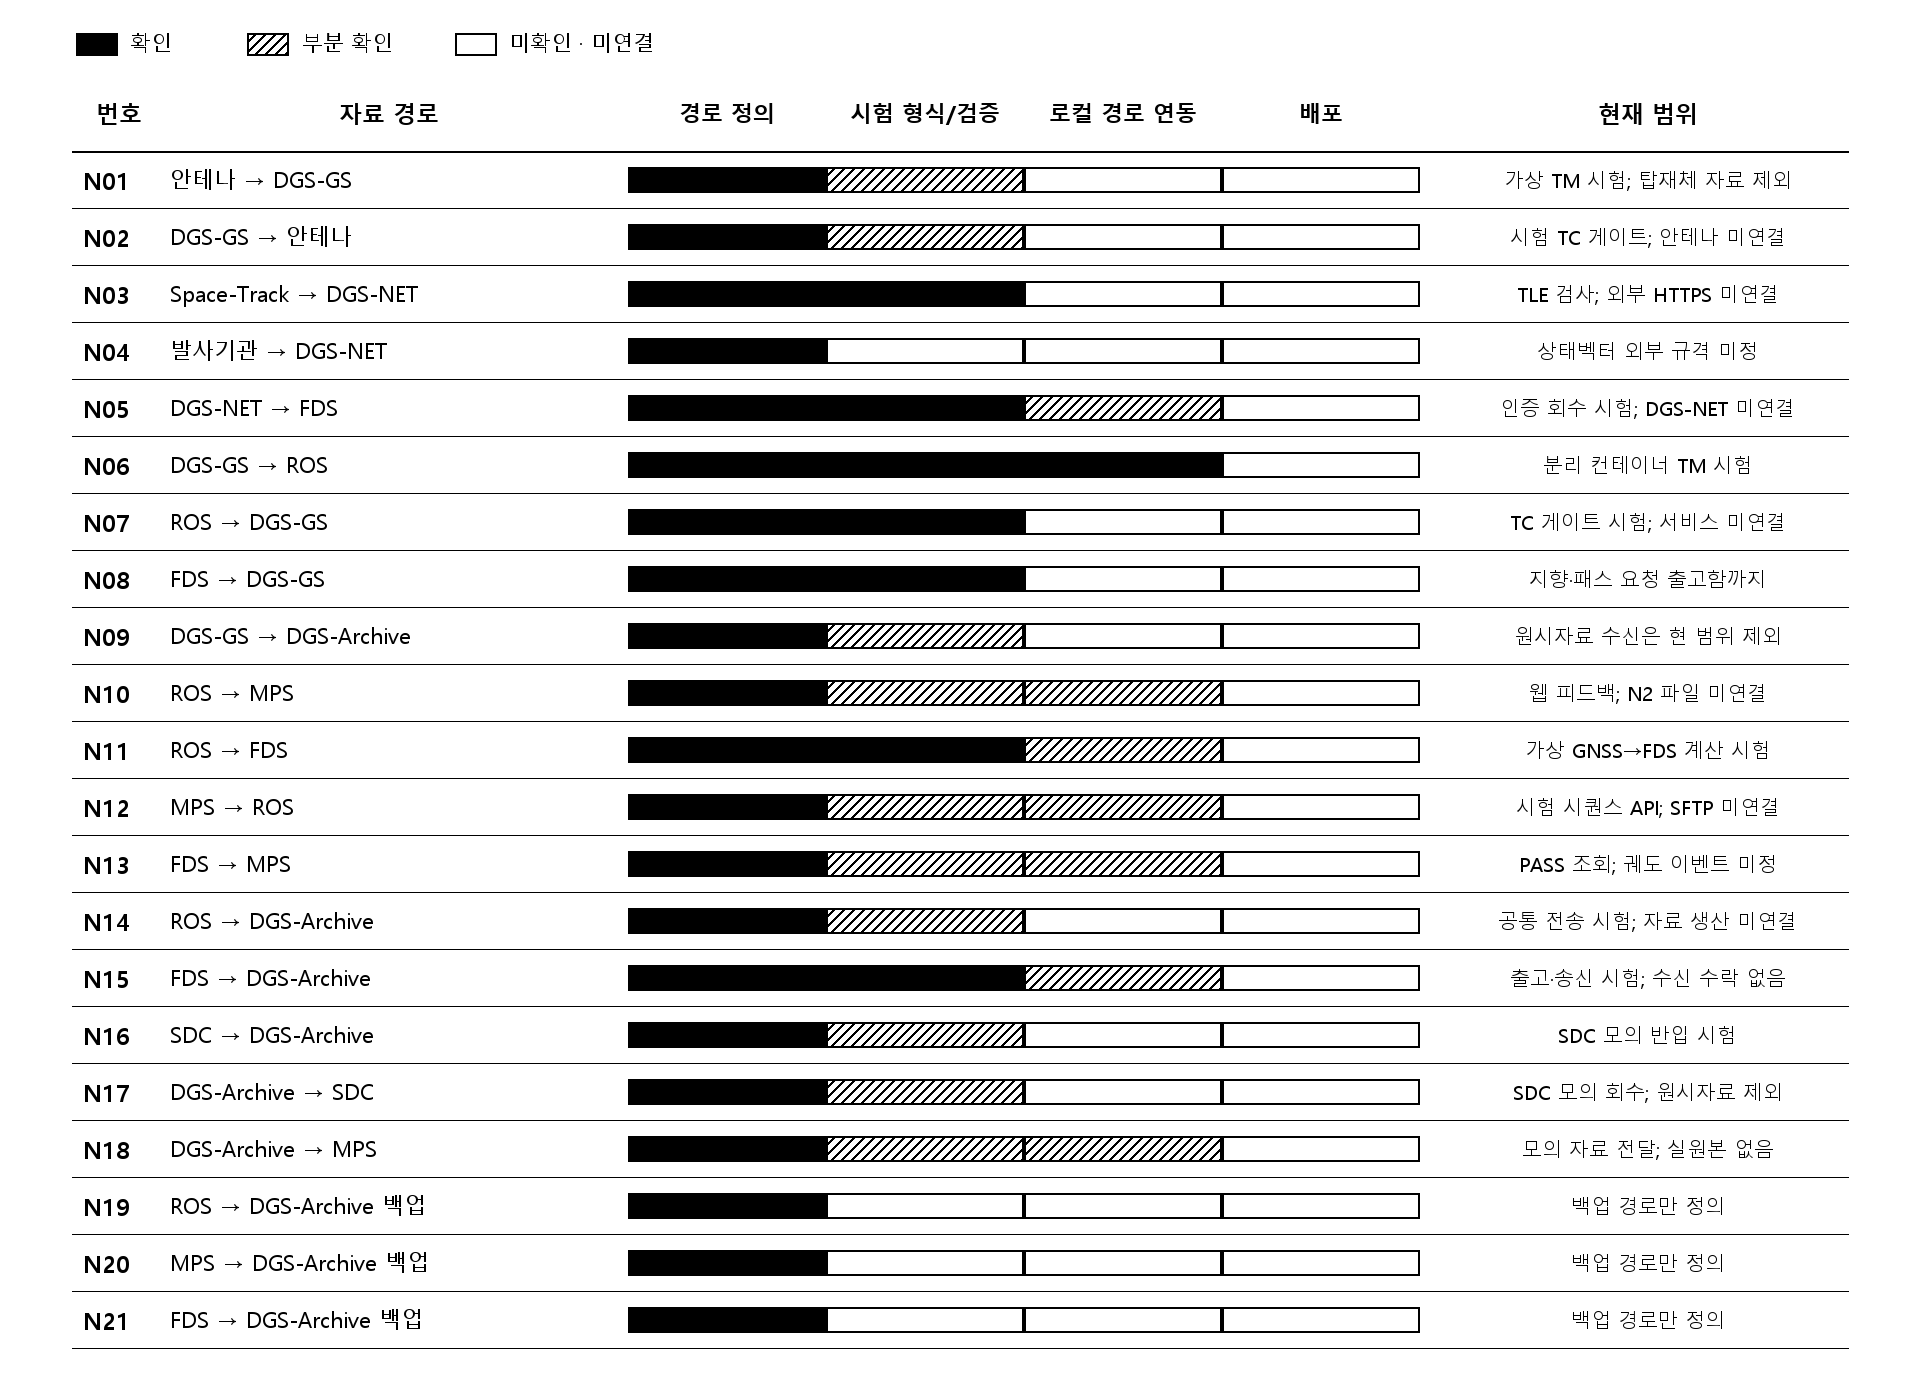 확인 부분 확인 미확인 · 미연결
번호 자료 경로 경로 정의 시험 형식/검증 로컬 경로 연동 배포 현재 범위
N01 안테나 → DGS-GS 가상 TM 시험; 탑재체 자료 제외
N02 DGS-GS → 안테나 시험 TC 게이트; 안테나 미연결
N03 Space-Track → DGS-NET TLE 검사; 외부 HTTPS 미연결
N04 발사기관 → DGS-NET 상태벡터 외부 규격 미정
N05 DGS-NET → FDS 인증 회수 시험; DGS-NET 미연결
N06 DGS-GS → ROS 분리 컨테이너 TM 시험
N07 ROS → DGS-GS TC 게이트 시험; 서비스 미연결
N08 FDS → DGS-GS 지향·패스 요청 출고함까지
N09 DGS-GS → DGS-Archive 원시자료 수신은 현 범위 제외
N10 ROS → MPS 웹 피드백; N2 파일 미연결
N11 ROS → FDS 가상 GNSS→FDS 계산 시험
N12 MPS → ROS 시험 시퀀스 API; SFTP 미연결
N13 FDS → MPS PASS 조회; 궤도 이벤트 미정
N14 ROS → DGS-Archive 공통 전송 시험; 자료 생산 미연결
N15 FDS → DGS-Archive 출고·송신 시험; 수신 수락 없음
N16 SDC → DGS-Archive SDC 모의 반입 시험
N17 DGS-Archive → SDC SDC 모의 회수; 원시자료 제외
N18 DGS-Archive → MPS 모의 자료 전달; 실원본 없음
N19 ROS → DGS-Archive 백업 백업 경로만 정의
N20 MPS → DGS-Archive 백업 백업 경로만 정의
N21 FDS → DGS-Archive 백업 백업 경로만 정의